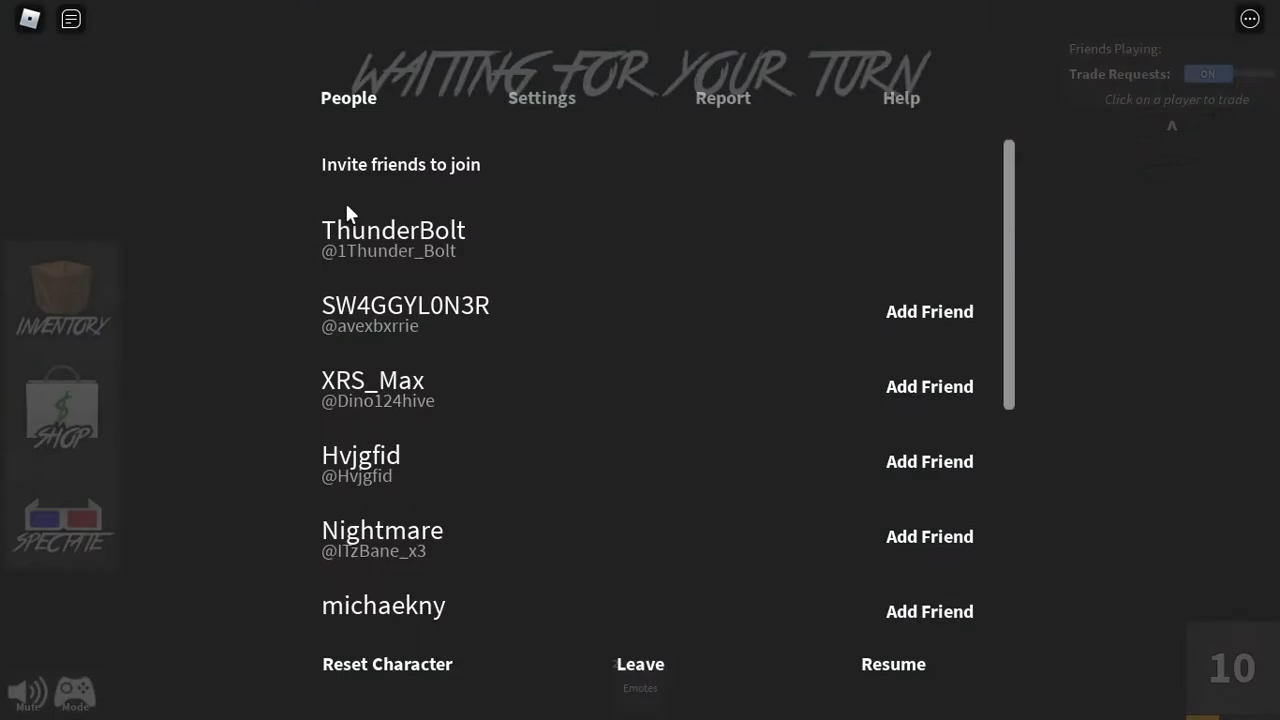 WAITING FOR YOUR TURN
Friends Playing:
Trade Requests: ON
Click on a player to trade
^
People Settings Report Help
Invite friends to join
ThunderBolt
@1Thunder_Bolt
SW4GGYL0N3R
@avexbxrrie
Add Friend
XRS_Max
@Dino124hive
Add Friend
Hvjgfid
@Hvjgfid
Add Friend
Nightmare
@ITzBane_x3
Add Friend
michaekny
Add Friend
INVENTORY
SHOP
SPECTATE
Reset Character Leave Resume
Emotes
Mute Mode
10